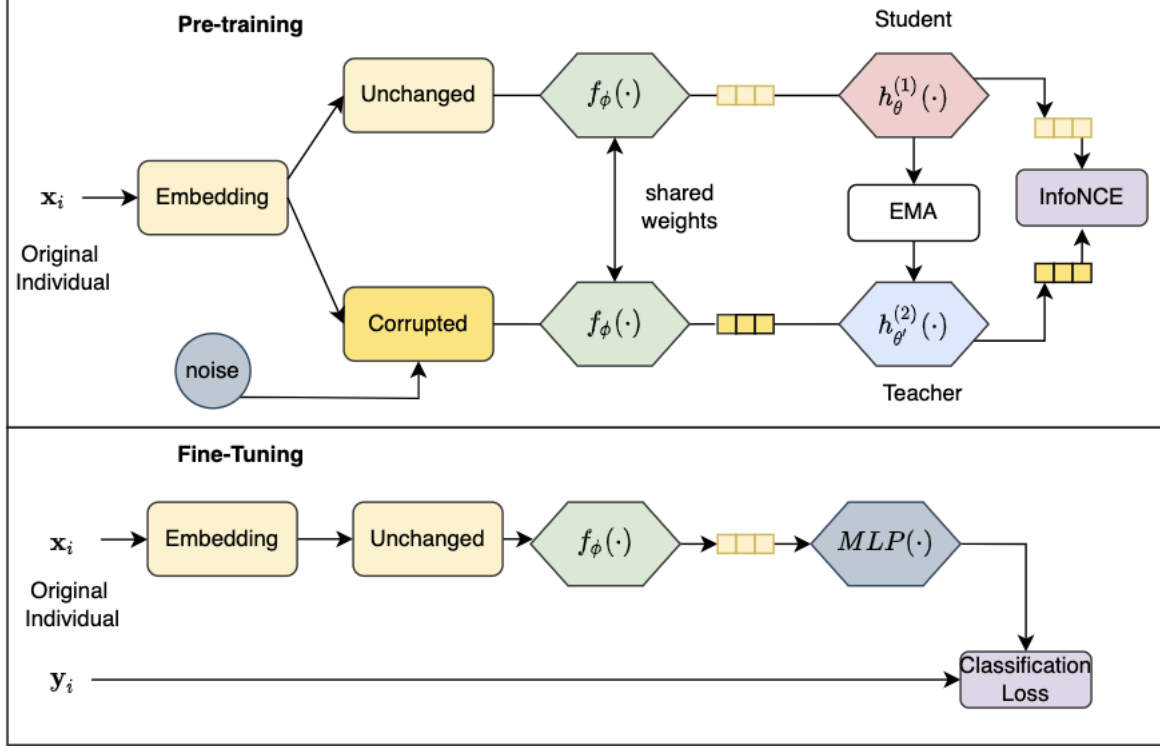 Pre-training
Student
Unchanged
f_ϕ(·)
h_θ^{(1)}(·)
x_i
Embedding
shared
weights
EMA
InfoNCE
Original
Individual
Corrupted
f_ϕ(·)
h_{θ'}^{(2)}(·)
noise
Teacher
Fine-Tuning
x_i
Embedding
Unchanged
f_ϕ(·)
MLP(·)
Original
Individual
y_i
Classification
Loss